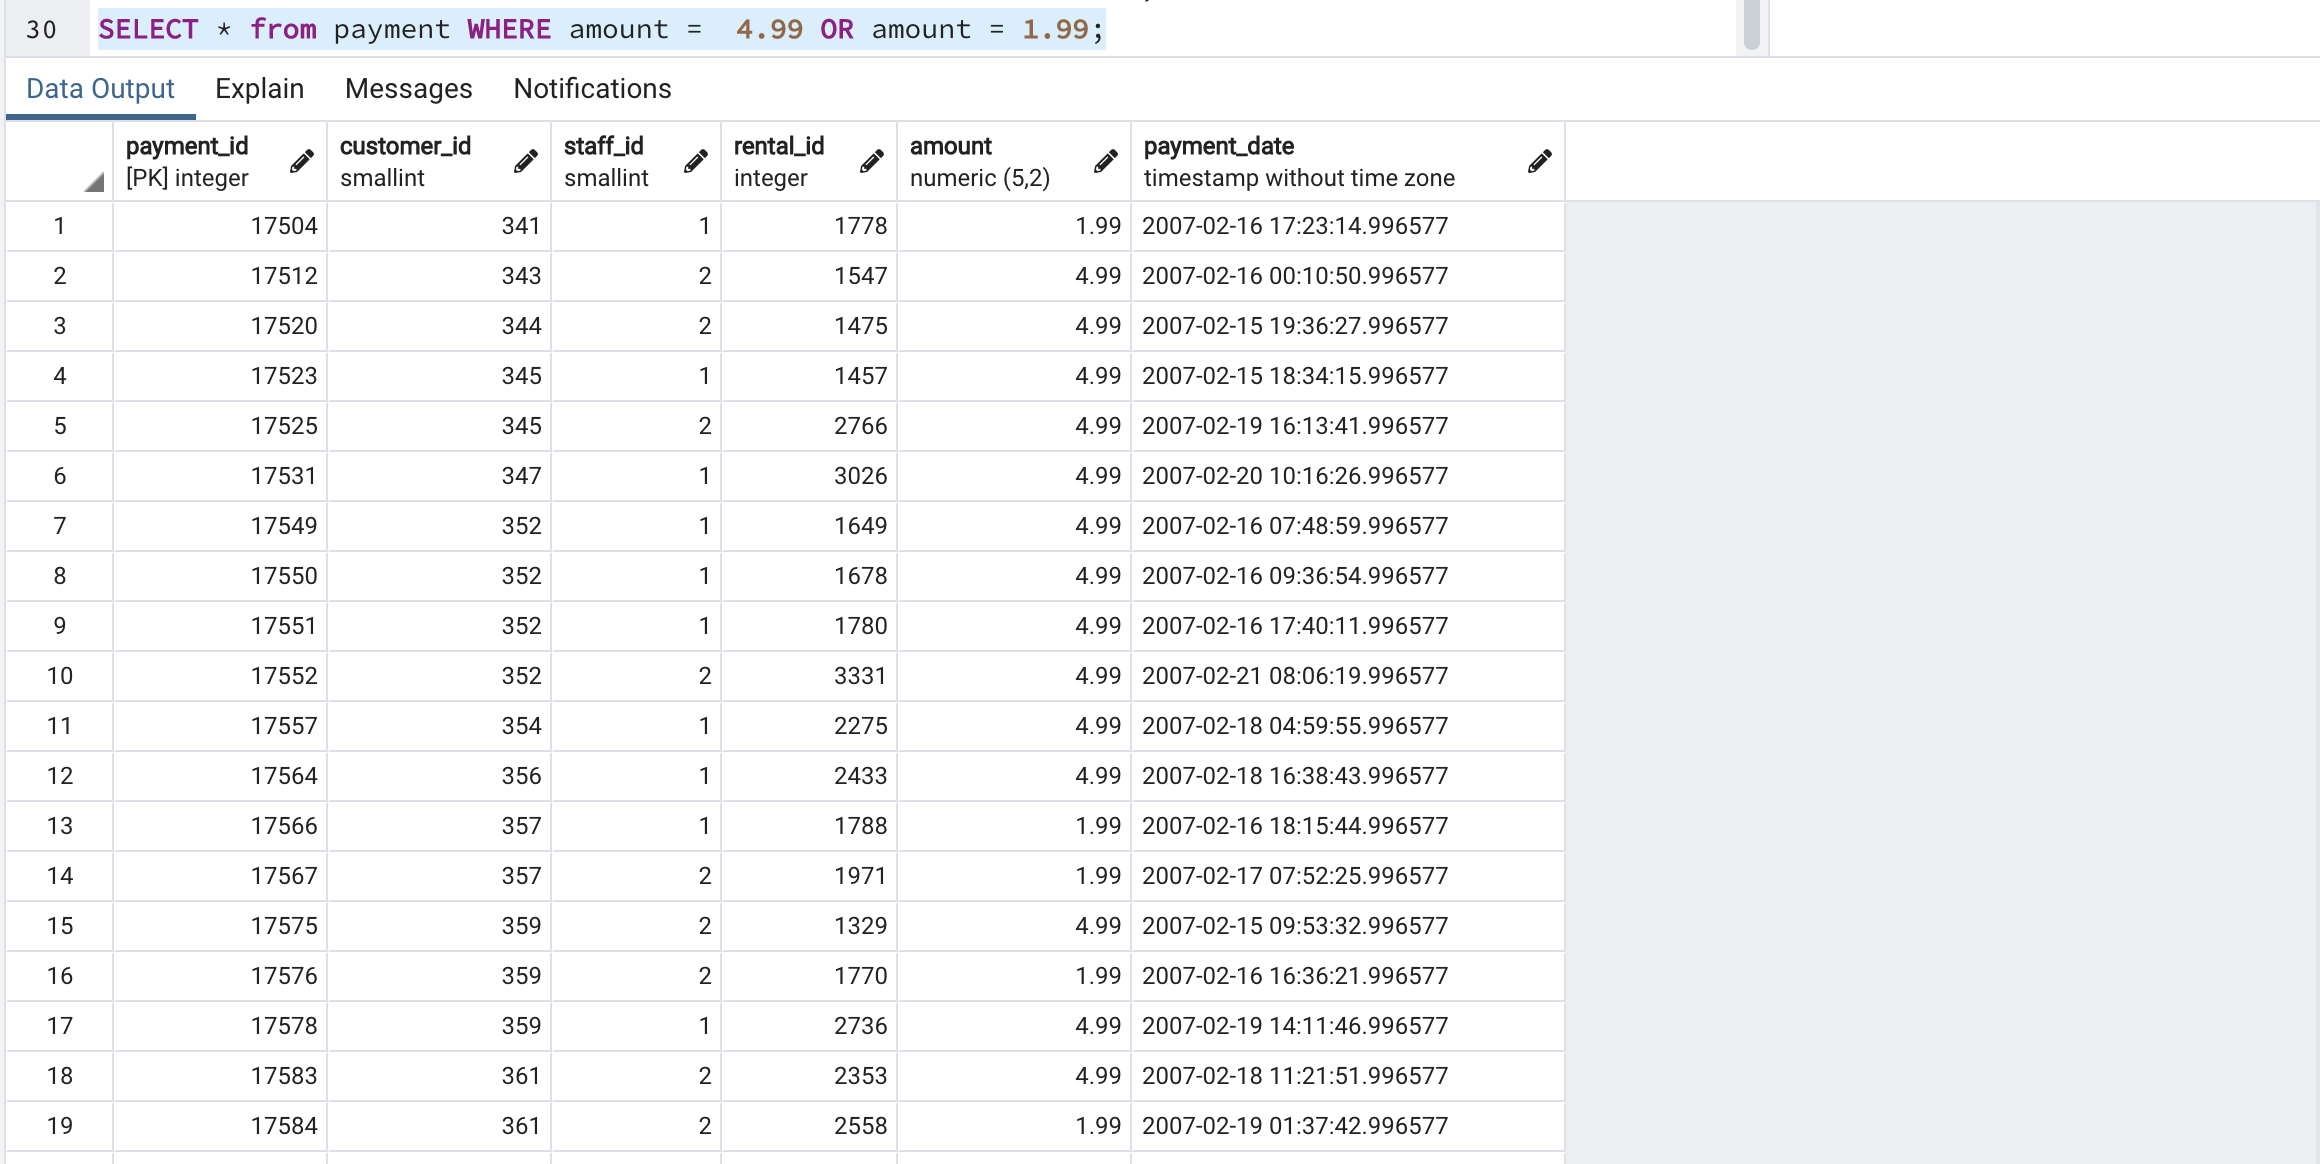 30 SELECT * from payment WHERE amount =  4.99 OR amount = 1.99;
Data Output Explain Messages Notifications
payment_id customer_id staff_id rental_id amount payment_date
[PK] integer smallint smallint integer numeric (5,2) timestamp without time zone
1 17504 341 1 1778 1.99 2007-02-16 17:23:14.996577
2 17512 343 2 1547 4.99 2007-02-16 00:10:50.996577
3 17520 344 2 1475 4.99 2007-02-15 19:36:27.996577
4 17523 345 1 1457 4.99 2007-02-15 18:34:15.996577
5 17525 345 2 2766 4.99 2007-02-19 16:13:41.996577
6 17531 347 1 3026 4.99 2007-02-20 10:16:26.996577
7 17549 352 1 1649 4.99 2007-02-16 07:48:59.996577
8 17550 352 1 1678 4.99 2007-02-16 09:36:54.996577
9 17551 352 1 1780 4.99 2007-02-16 17:40:11.996577
10 17552 352 2 3331 4.99 2007-02-21 08:06:19.996577
11 17557 354 1 2275 4.99 2007-02-18 04:59:55.996577
12 17564 356 1 2433 4.99 2007-02-18 16:38:43.996577
13 17566 357 1 1788 1.99 2007-02-16 18:15:44.996577
14 17567 357 2 1971 1.99 2007-02-17 07:52:25.996577
15 17575 359 2 1329 4.99 2007-02-15 09:53:32.996577
16 17576 359 2 1770 1.99 2007-02-16 16:36:21.996577
17 17578 359 1 2736 4.99 2007-02-19 14:11:46.996577
18 17583 361 2 2353 4.99 2007-02-18 11:21:51.996577
19 17584 361 2 2558 1.99 2007-02-19 01:37:42.996577